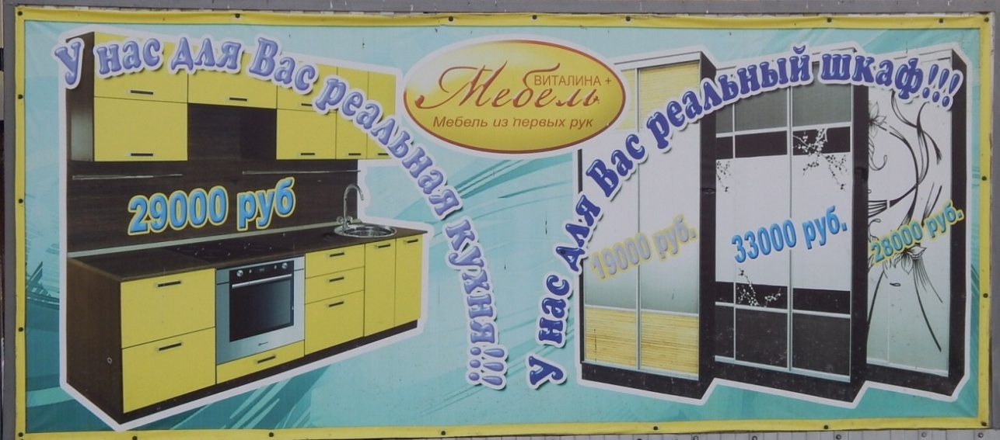 У нас для Вас реальная кухня!!!
29000 руб
ВИТАЛИНА +
Мебель
Мебель из первых рук
У нас для Вас реальный шкаф!!!
19000 руб.
33000 руб.
28000 руб.